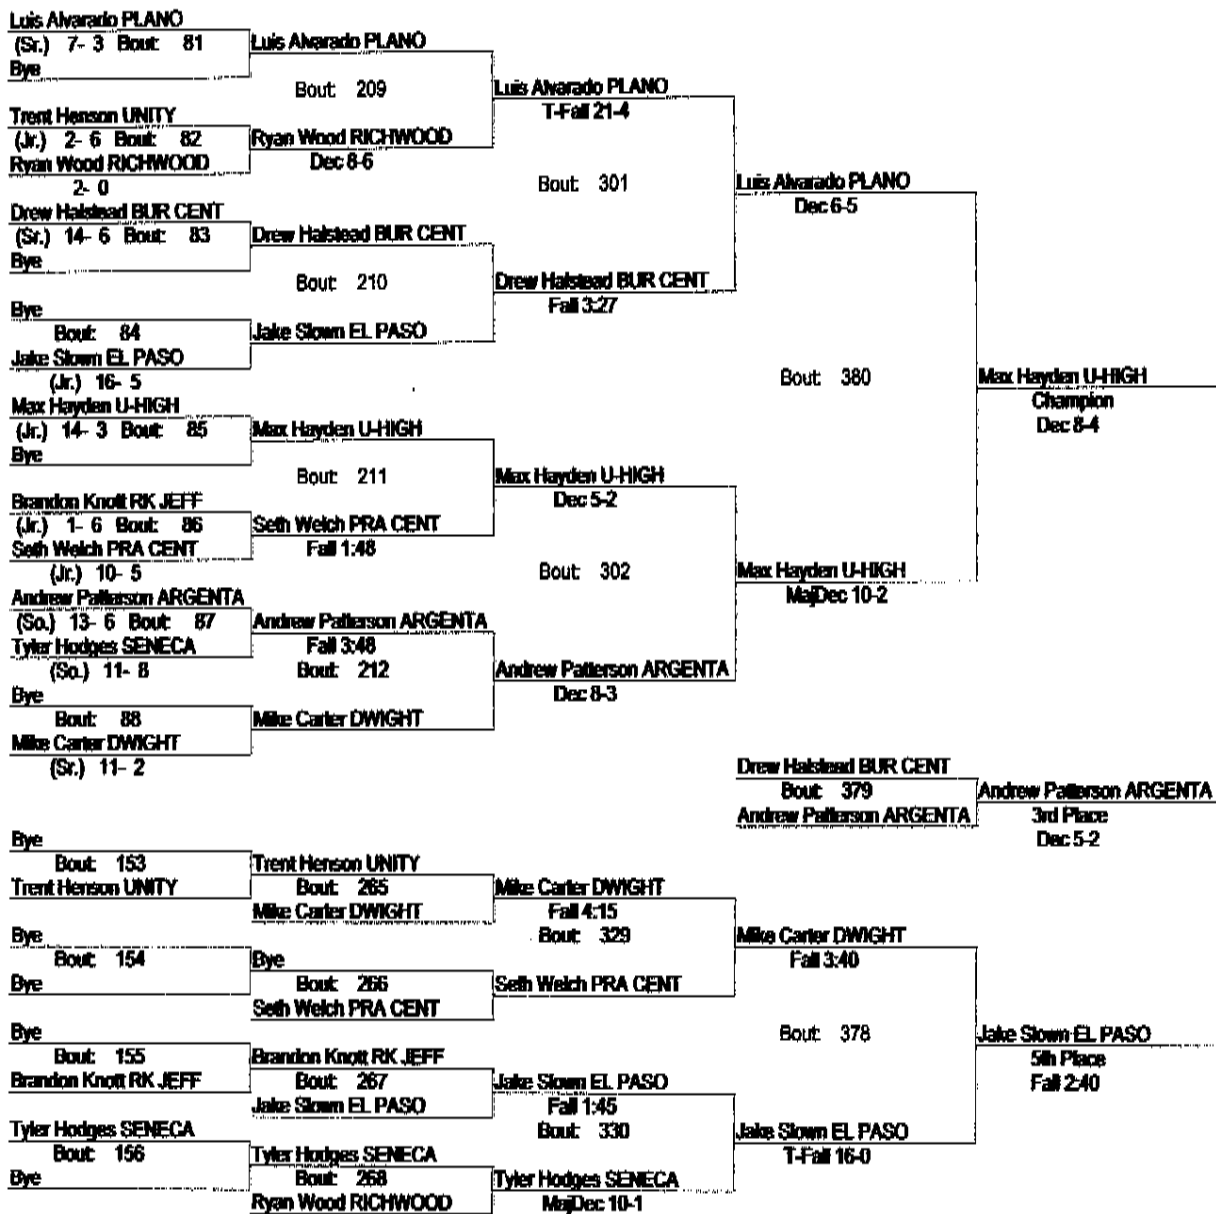 Luis Alvarado PLANO
(Sr.) 7- 3 Bout: 81
Bye
Luis Alvarado PLANO
Bout: 209
Trent Henson UNITY
(Jr.) 2- 6 Bout: 82
Ryan Wood RICHWOOD
2- 0
Ryan Wood RICHWOOD
Dec 8-6
Luis Alvarado PLANO
T-Fall 21-4
Bout: 301
Drew Halstead BUR CENT
(Sr.) 14- 6 Bout: 83
Bye
Drew Halstead BUR CENT
Bout: 210
Bye
Bout: 84
Jake Slown EL PASO
(Jr.) 16- 5
Jake Slown EL PASO
Drew Halstead BUR CENT
Fall 3:27
Luis Alvarado PLANO
Dec 6-5
Bout: 380
Max Hayden U-HIGH
Champion
Dec 8-4
Max Hayden U-HIGH
(Jr.) 14- 3 Bout: 85
Bye
Max Hayden U-HIGH
Bout: 211
Brandon Knott RK JEFF
(Jr.) 1- 6 Bout: 86
Seth Welch PRA CENT
(Jr.) 10- 5
Seth Welch PRA CENT
Fall 1:48
Max Hayden U-HIGH
Dec 5-2
Bout: 302
Max Hayden U-HIGH
MajDec 10-2
Andrew Patterson ARGENTA
(So.) 13- 6 Bout: 87
Tyler Hodges SENECA
(So.) 11- 8
Andrew Patterson ARGENTA
Fall 3:48
Bout: 212
Bye
Bout: 88
Mike Carter DWIGHT
(Sr.) 11- 2
Mike Carter DWIGHT
Andrew Patterson ARGENTA
Dec 8-3
Drew Halstead BUR CENT
Bout: 379
Andrew Patterson ARGENTA
Andrew Patterson ARGENTA
3rd Place
Dec 5-2
Bye
Bout: 153
Trent Henson UNITY
Trent Henson UNITY
Bout: 265
Mike Carter DWIGHT
Mike Carter DWIGHT
Fall 4:15
Bout: 329
Bye
Bout: 154
Bye
Bye
Bout: 266
Seth Welch PRA CENT
Seth Welch PRA CENT
Mike Carter DWIGHT
Fall 3:40
Bout: 378
Jake Slown EL PASO
5th Place
Fall 2:40
Bye
Bout: 155
Brandon Knott RK JEFF
Brandon Knott RK JEFF
Bout: 267
Jake Slown EL PASO
Jake Slown EL PASO
Fall 1:45
Bout: 330
Jake Slown EL PASO
T-Fall 16-0
Tyler Hodges SENECA
Bout: 156
Bye
Tyler Hodges SENECA
Bout: 268
Ryan Wood RICHWOOD
Tyler Hodges SENECA
MajDec 10-1